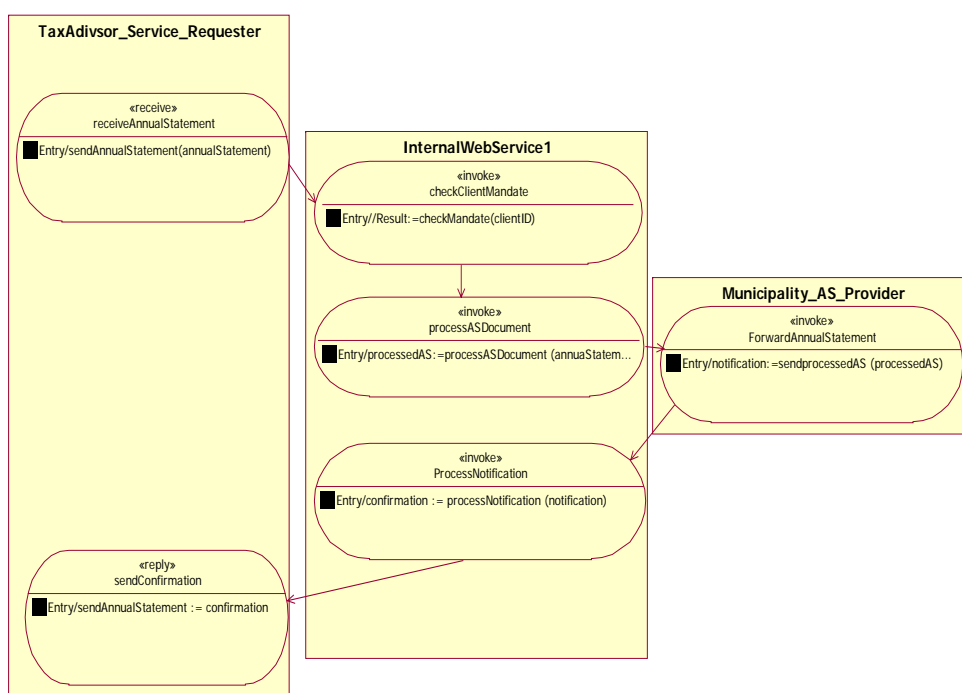 TaxAdivsor_Service_Requester
«receive»
receiveAnnualStatement
Entry/sendAnnualStatement(annualStatement)
InternalWebService1
«invoke»
checkClientMandate
Entry//Result:=checkMandate(clientID)
«invoke»
processASDocument
Entry/processedAS:=processASDocument (annuaStatem...
Municipality_AS_Provider
«invoke»
ForwardAnnualStatement
Entry/notification:=sendprocessedAS (processedAS)
«invoke»
ProcessNotification
Entry/confirmation := processNotification (notification)
«reply»
sendConfirmation
Entry/sendAnnualStatement := confirmation